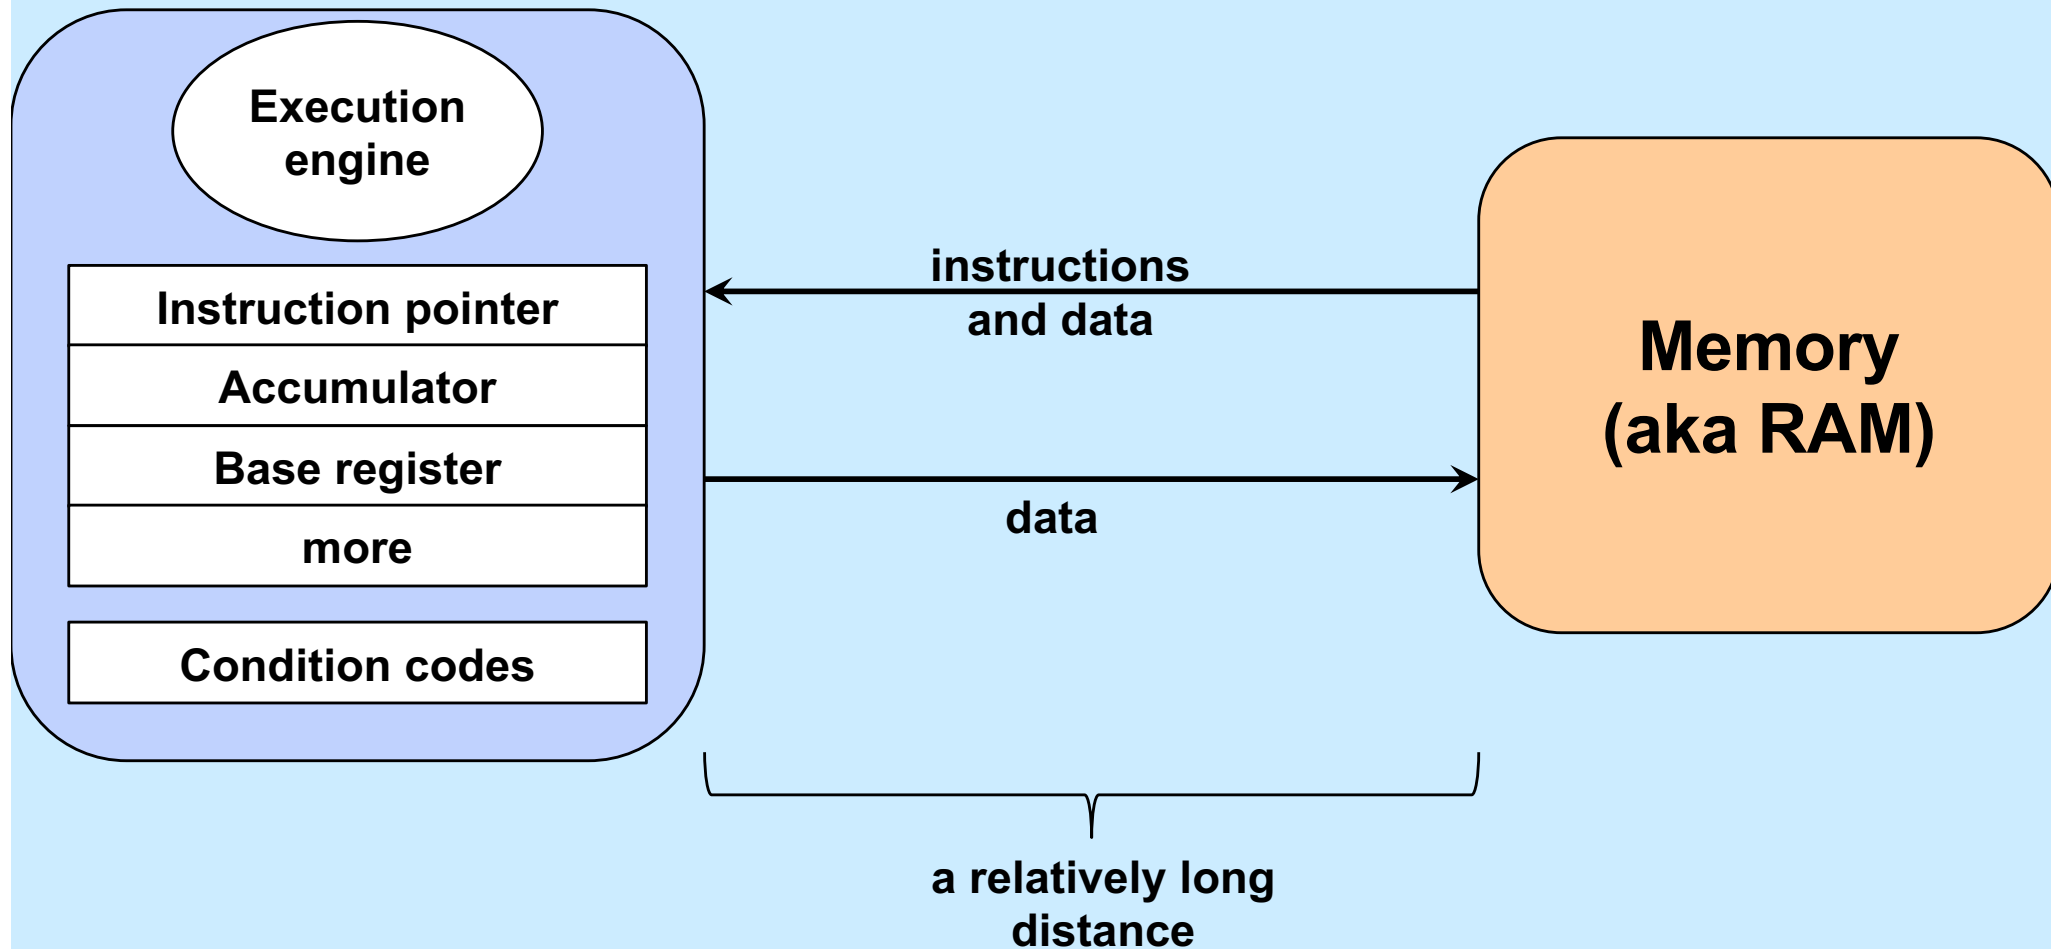 Execution
engine
Instruction pointer
Accumulator
Base register
more
Condition codes
instructions
and data
data
Memory
(aka RAM)
a relatively long
distance